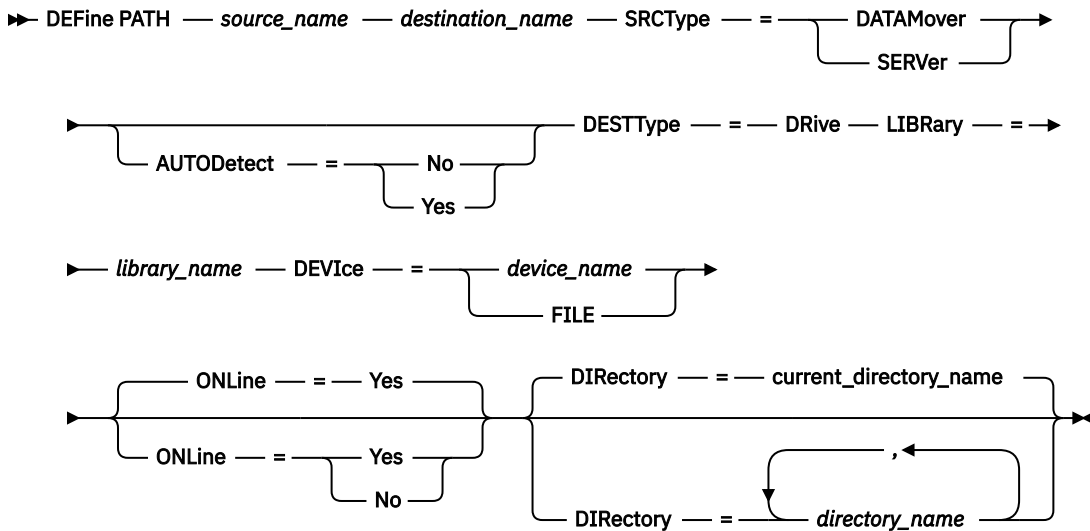 DEFine PATH source_name destination_name SRCType = DATAMover
SERVer
DESTType = DRive LIBRary =
AUTODetect = No
Yes
library_name DEVIce = device_name
FILE
ONLine = Yes DIRectory = current_directory_name
ONLine = Yes ,
No
DIRectory = directory_name